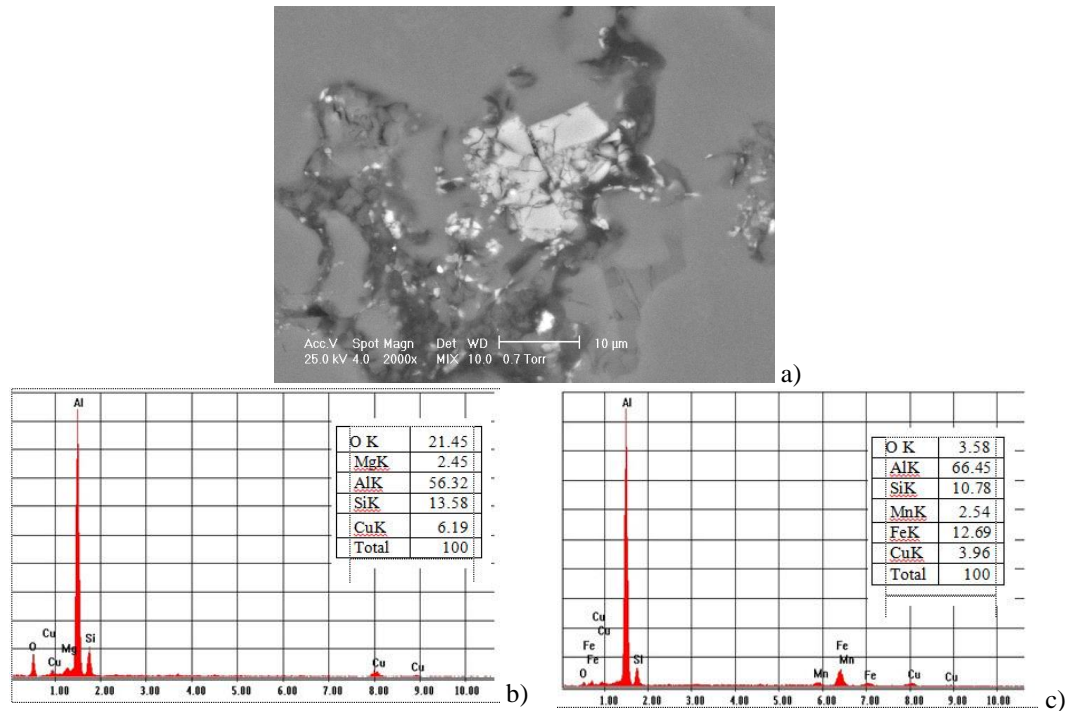 Acc.V Spot Magn Det WD 10 µm
25.0 kV 4.0 2000x MIX 10.0 0.7 Torr
a)
Al
O K 21.45
MgK 2.45
AlK 56.32
SiK 13.58
CuK 6.19
Total 100
Cu
O
Cu
Mg
Si
Cu
Cu
1.00 2.00 3.00 4.00 5.00 6.00 7.00 8.00 9.00 10.00
b)
Al
O K 3.58
AlK 66.45
SiK 10.78
MnK 2.54
FeK 12.69
CuK 3.96
Total 100
Cu
Cu
Fe
Fe
O
Si
Mn
Fe
Mn
Fe
Cu
Cu
1.00 2.00 3.00 4.00 5.00 6.00 7.00 8.00 9.00 10.00
c)